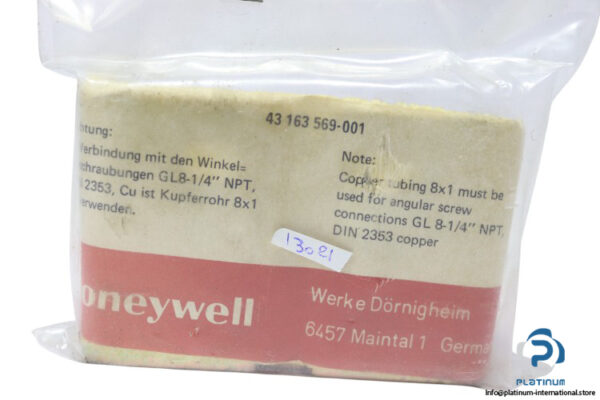 43 163 569-001
htung:
erbindung mit den Winkel=
chraubungen GL8-1/4" NPT,
2353, Cu ist Kupferrohr 8x1
erwenden.
Note:
Copper tubing 8x1 must be
used for angular screw
connections GL 8-1/4" NPT,
DIN 2353 copper
13021
oneywell
Werke Dörnigheim
6457 Maintal 1 Germa
PLATINUM
info@platinum-international.store